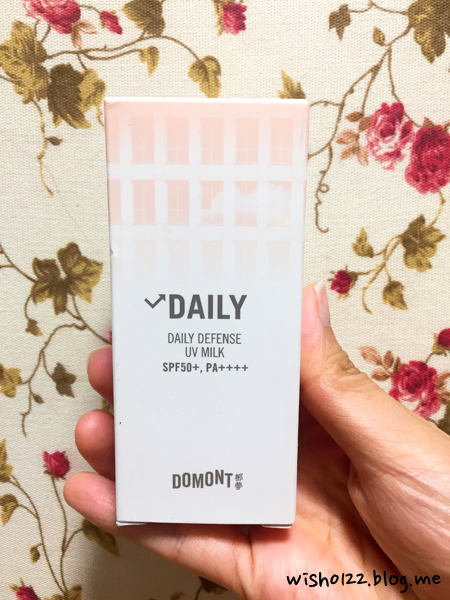 DAILY
DAILY DEFENSE
UV MILK
SPF50+, PA++++
DOMONT 都夢
wish0122.blog.me